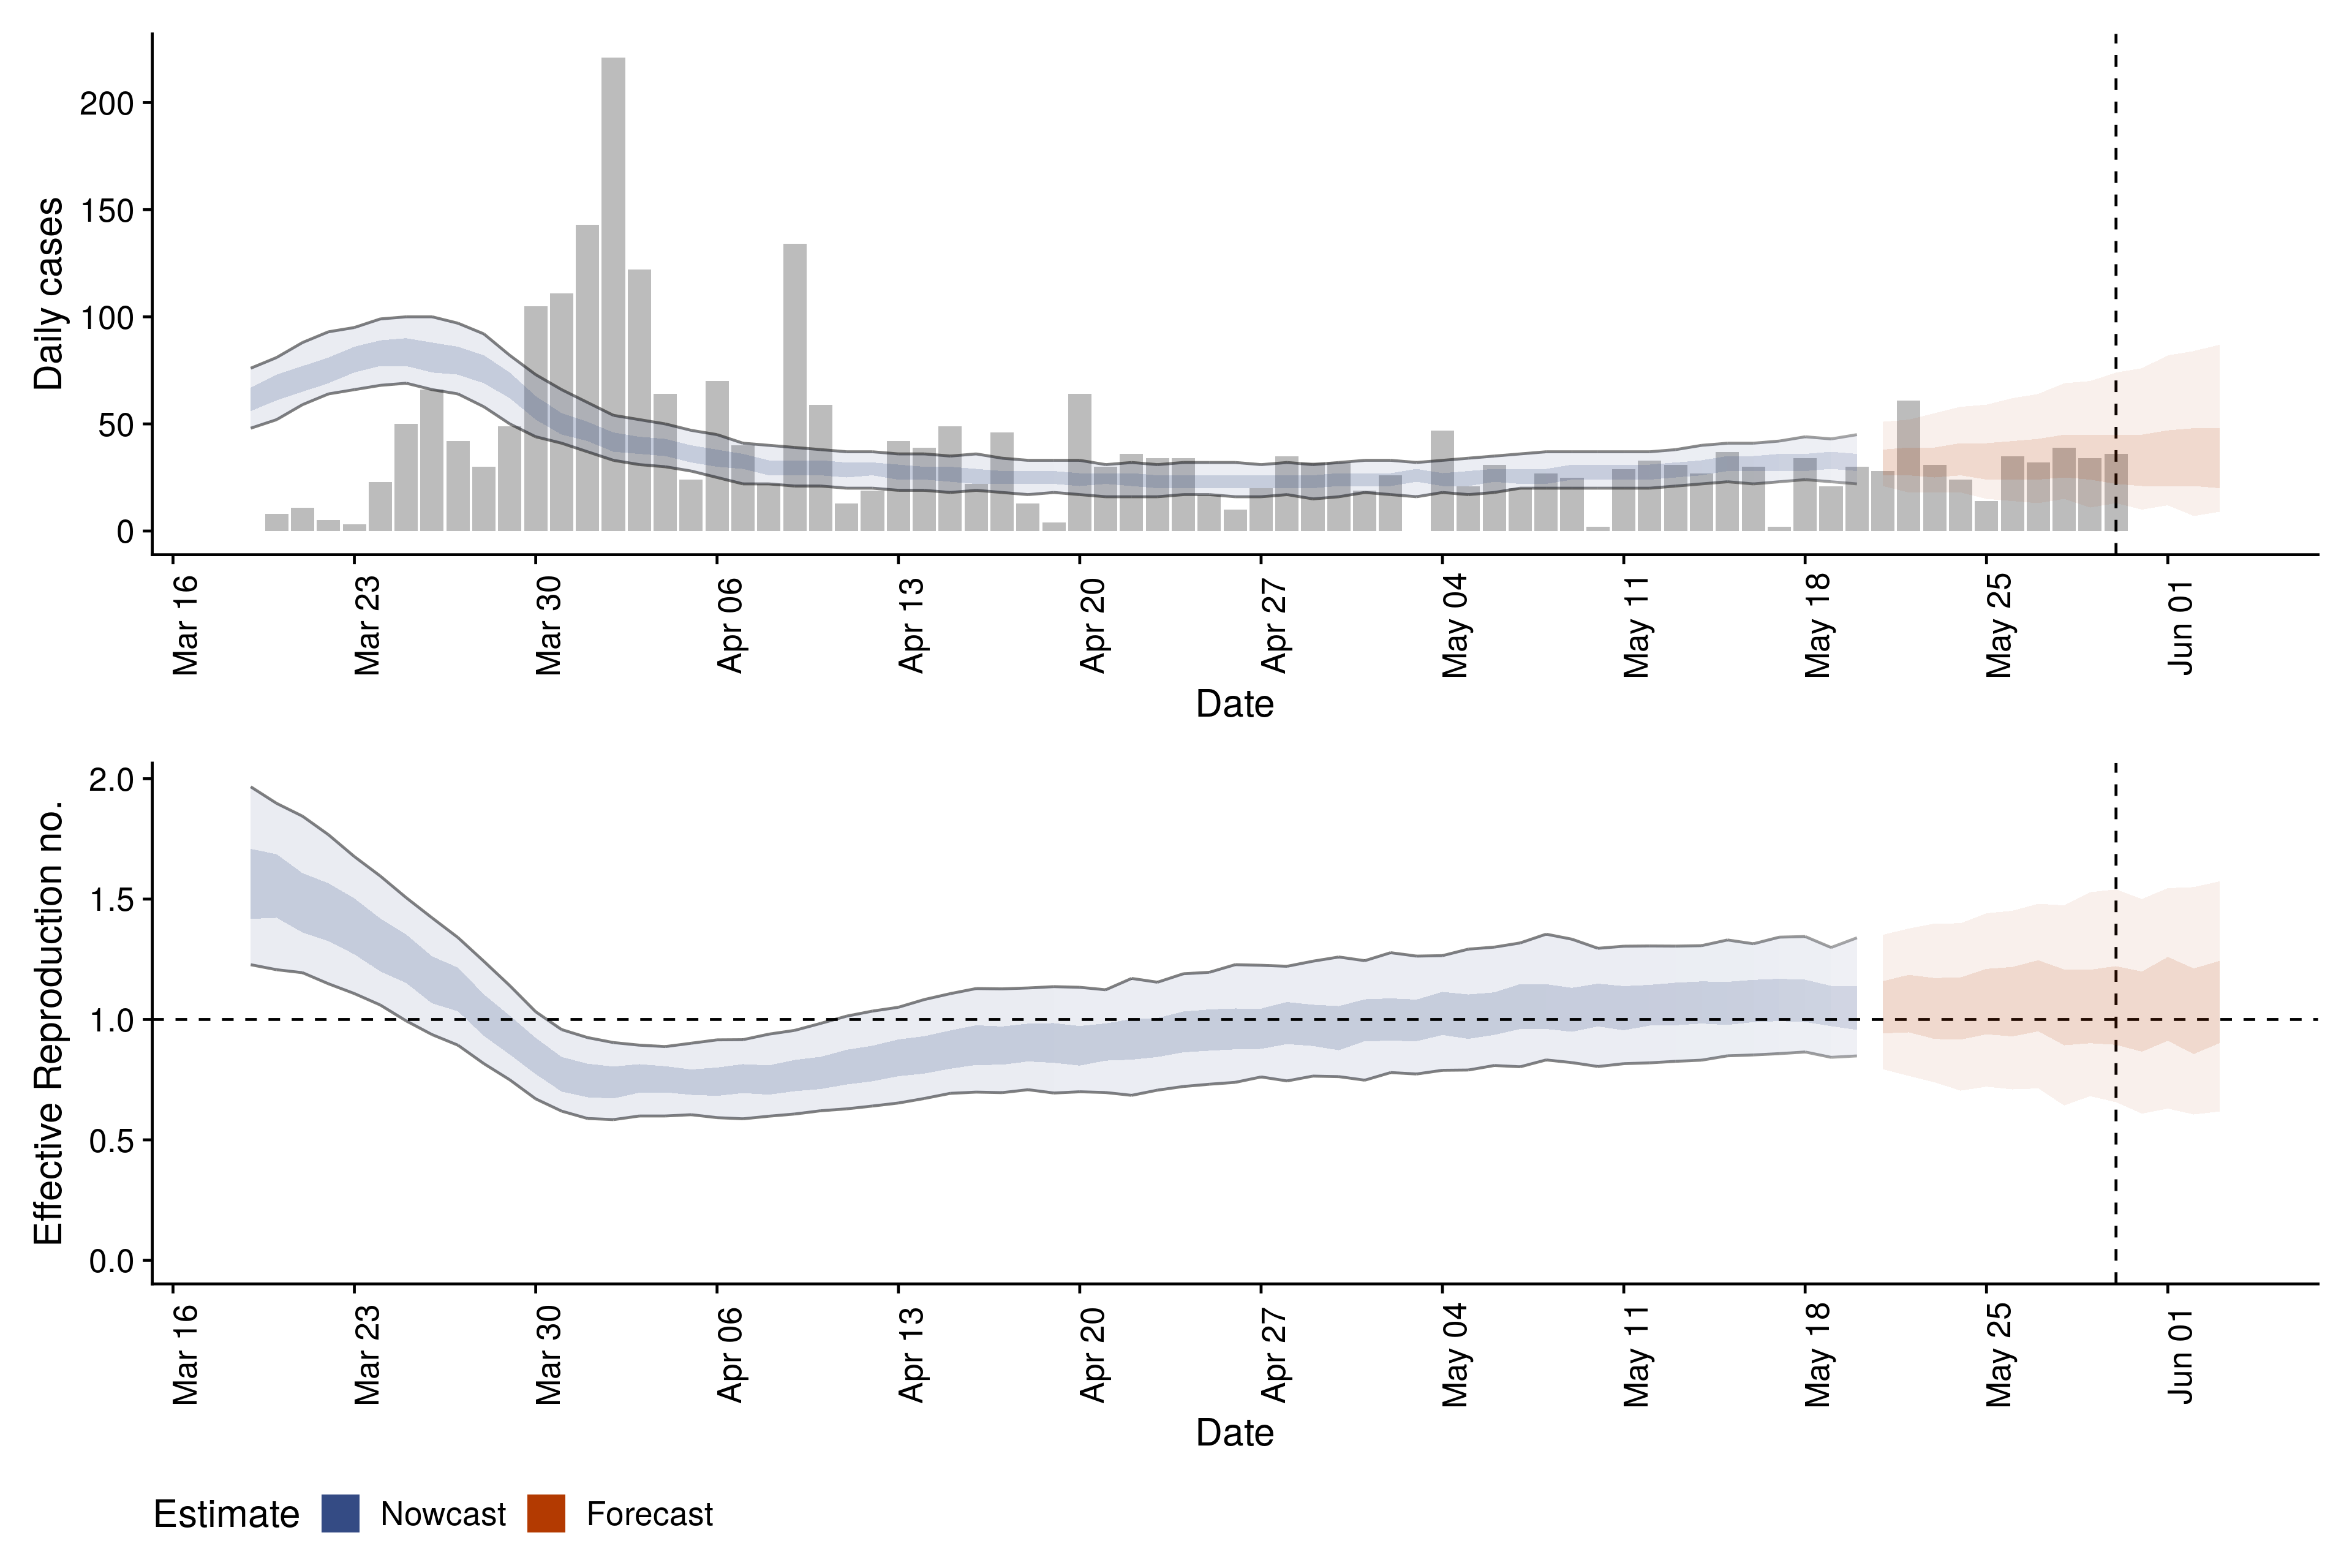 Daily cases
200
150
100
50
0
Mar 16
Mar 23
Mar 30
Apr 06
Apr 13
Apr 20
Apr 27
May 04
May 11
May 18
May 25
Jun 01
Date
Effective Reproduction no.
2.0
1.5
1.0
0.5
0.0
Mar 16
Mar 23
Mar 30
Apr 06
Apr 13
Apr 20
Apr 27
May 04
May 11
May 18
May 25
Jun 01
Date
Estimate Nowcast Forecast